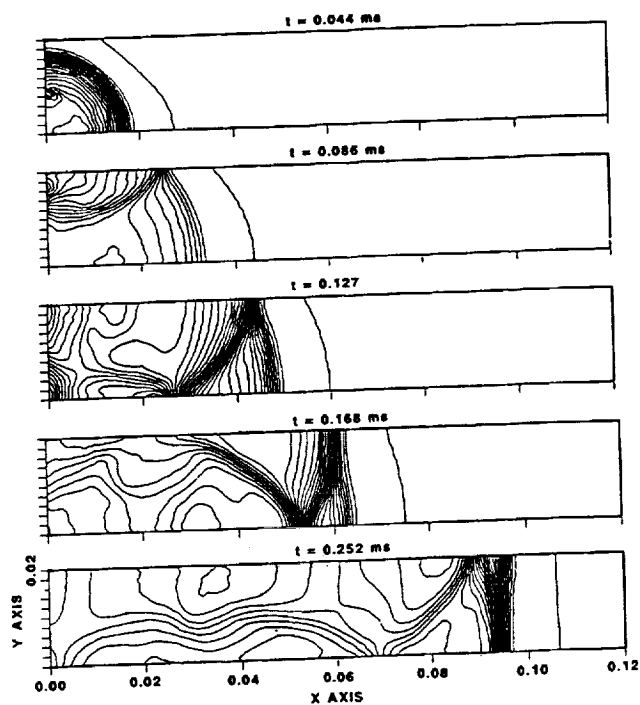 t = 0.044 ms
t = 0.086 ms
t = 0.127
t = 0.168 ms
t = 0.252 ms
0.02
Y AXIS
0.00 0.02 0.04 0.06 0.08 0.10 0.12
X AXIS